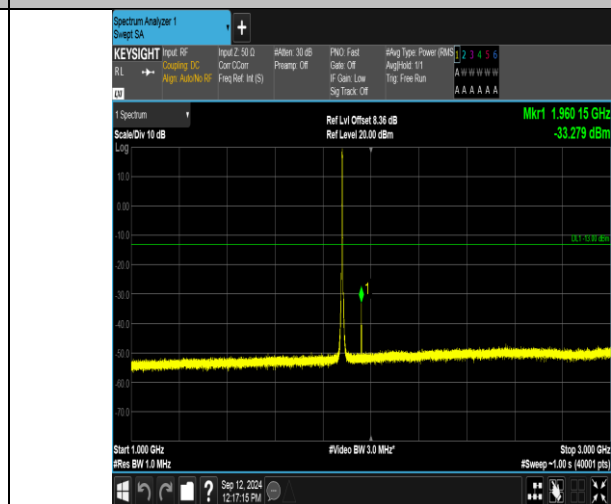 Spectrum Analyzer 1
Swept SA
+
KEYSIGHT Input: RF Input Z: 50 Ω #Atten: 30 dB PNO: Fast #Avg Type: Power (RMS 1 2 3 4 5 6
RL Coupling: DC Corr CCorr Preamp: Off Gate: Off Avg|Hold: 1/1 A W W W W W
Align: Auto/No RF Freq Ref: Int (S) IF Gain: Low Trig: Free Run
Sig Track: Off A A A A A A
LXI
1 Spectrum Ref Lvl Offset 8.36 dB Mkr1 1.960 15 GHz
Scale/Div 10 dB Ref Level 20.00 dBm -33.279 dBm
Log
10.0
0.00
-10.0
DL1 -13.00 dBm
-20.0
-30.0
1
-40.0
-50.0
-60.0
-70.0
Start 1.000 GHz #Video BW 3.0 MHz* Stop 3.000 GHz
#Res BW 1.0 MHz #Sweep ~1.00 s (40001 pts)
? Sep 12, 2024
12:17:15 PM